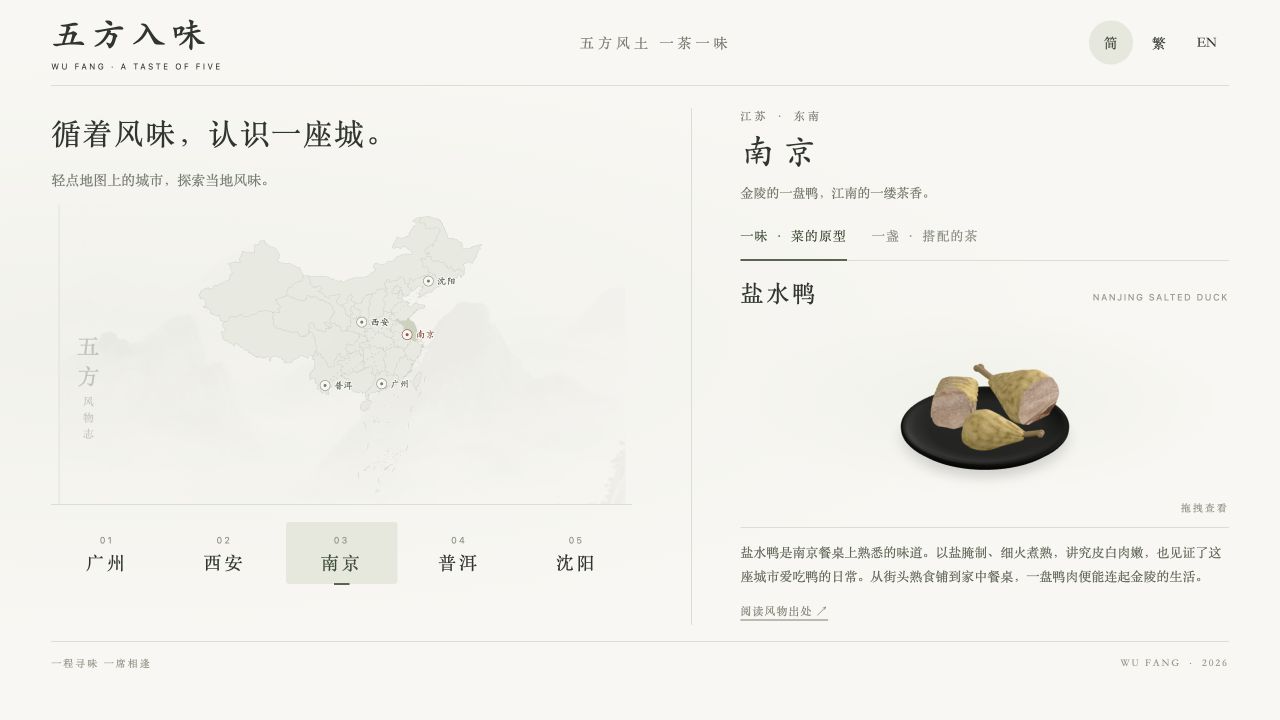 五方入味
WU FANG · A TASTE OF FIVE
五方风土 一茶一味
简
繁
EN
循着风味，认识一座城。
轻点地图上的城市，探索当地风味。
五方
风物志
沈阳
西安
南京
普洱
广州
01
广州
02
西安
03
南京
04
普洱
05
沈阳
江苏 · 东南
南京
金陵的一盘鸭，江南的一缕茶香。
一味 · 菜的原型
一盏 · 搭配的茶
盐水鸭
NANJING SALTED DUCK
拖拽查看
盐水鸭是南京餐桌上熟悉的味道。以盐腌制、细火煮熟，讲究皮白肉嫩，也见证了这
座城市爱吃鸭的日常。从街头熟食铺到家中餐桌，一盘鸭肉便能连起金陵的生活。
阅读风物出处 ↗
一程寻味 一席相逢
WU FANG · 2026